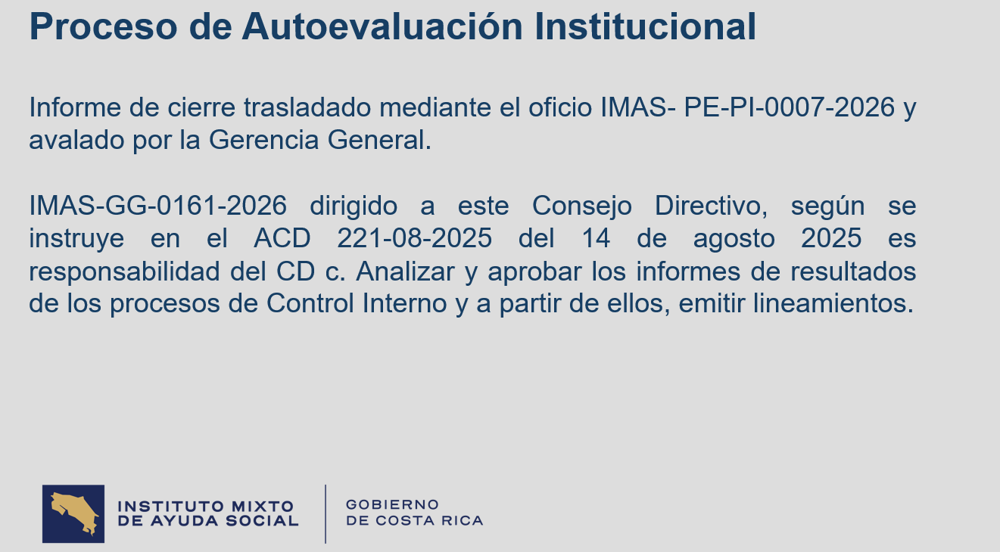 Proceso de Autoevaluación Institucional
Informe de cierre trasladado mediante el oficio IMAS- PE-PI-0007-2026 y
avalado por la Gerencia General.
IMAS-GG-0161-2026 dirigido a este Consejo Directivo, según se
instruye en el ACD 221-08-2025 del 14 de agosto 2025 es
responsabilidad del CD c. Analizar y aprobar los informes de resultados
de los procesos de Control Interno y a partir de ellos, emitir lineamientos.
INSTITUTO MIXTO
DE AYUDA SOCIAL
GOBIERNO
DE COSTA RICA